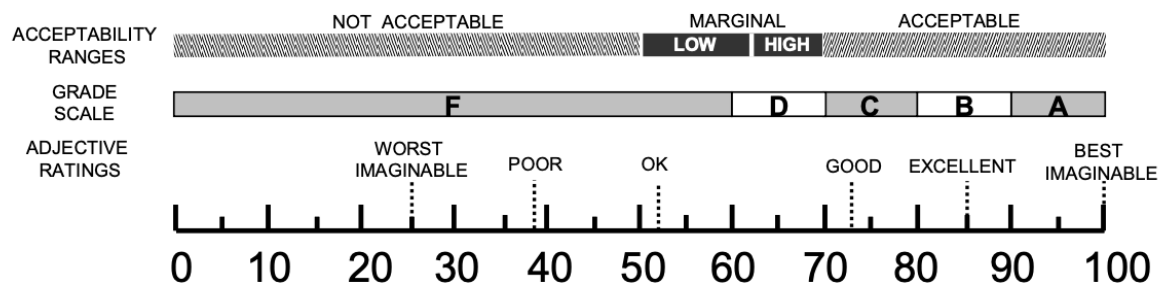 NOT ACCEPTABLE MARGINAL ACCEPTABLE
ACCEPTABILITY
RANGES
LOW HIGH
GRADE
SCALE
F D C B A
ADJECTIVE
RATINGS
WORST
IMAGINABLE
POOR
OK
GOOD
EXCELLENT
BEST
IMAGINABLE
0 10 20 30 40 50 60 70 80 90 100